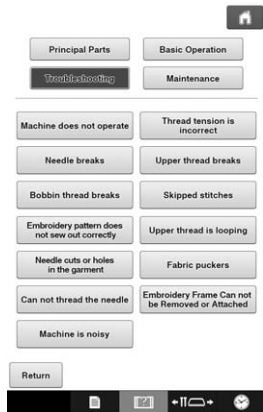 Principal Parts
Basic Operation
Troubleshooting
Maintenance
Machine does not operate
Thread tension is
incorrect
Needle breaks
Upper thread breaks
Bobbin thread breaks
Skipped stitches
Embroidery pattern does
not sew out correctly
Upper thread is looping
Needle cuts or holes
in the garment
Fabric puckers
Can not thread the needle
Embroidery Frame Can not
be Removed or Attached
Machine is noisy
Return